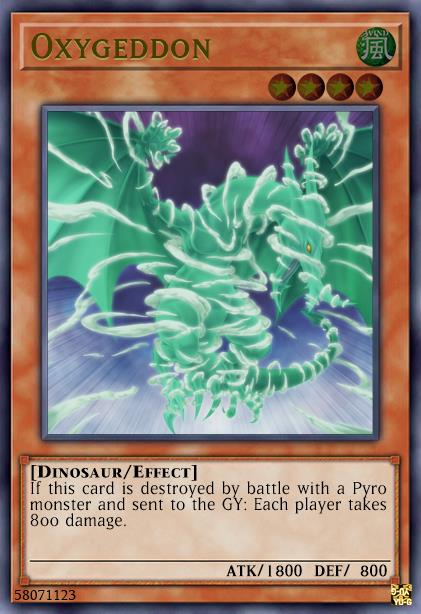 Oxygeddon
WIND
風
[Dinosaur/Effect]
If this card is destroyed by battle with a Pyro
monster and sent to the GY: Each player takes
800 damage.
ATK/1800 DEF/ 800
58071123